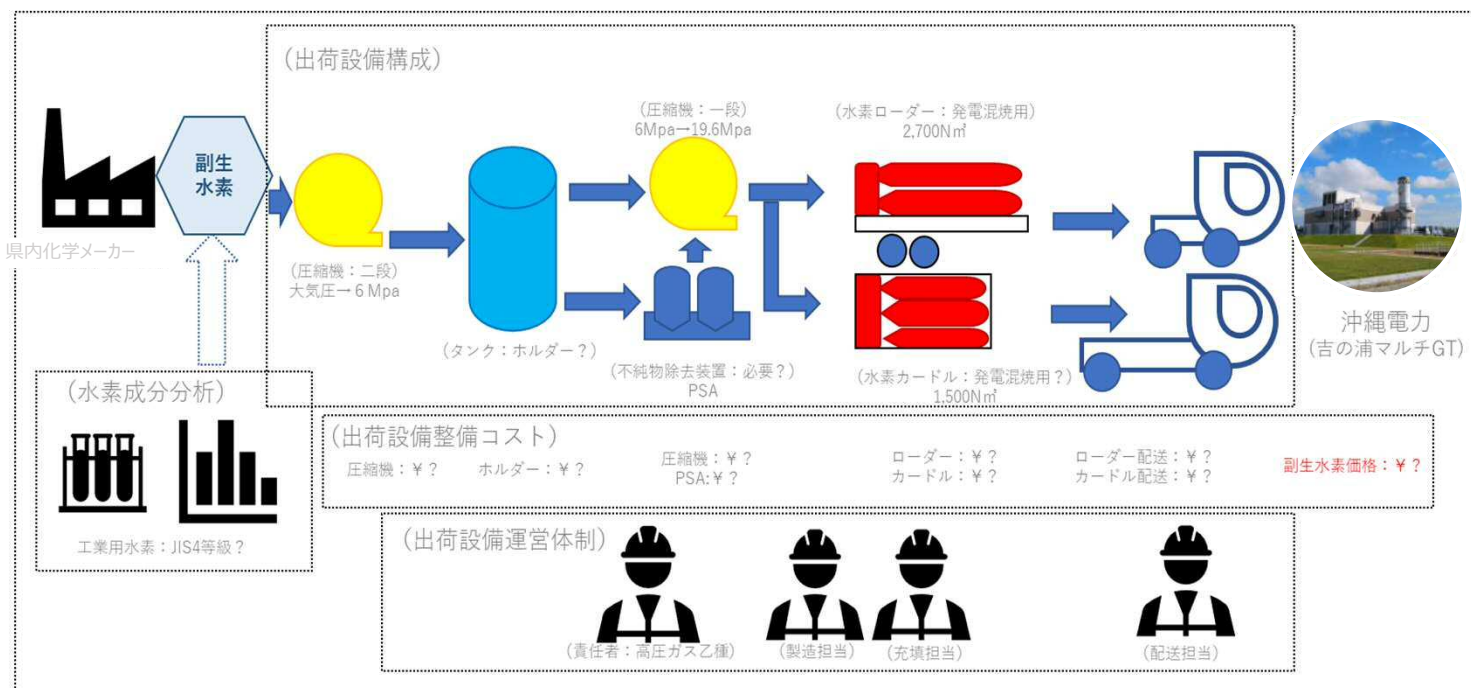 (出荷設備構成)
県内化学メーカー
副生
水素
(圧縮機：二段)
大気圧→６Mpa
(タンク：ホルダー？)
(圧縮機：一段)
6Mpa→19.6Mpa
(不純物除去装置：必要？)
PSA
(水素ローダー：発電混焼用)
2,700N㎥
(水素カードル：発電混焼用？)
1,500N㎥
沖縄電力
(吉の浦マルチGT)
(水素成分分析)
工業用水素：JIS4等級？
(出荷設備整備コスト)
圧縮機：￥？
ホルダー：￥？
圧縮機：￥？
PSA:￥？
ローダー：￥？
カードル：￥？
ローダー配送：￥？
カードル配送：￥？
副生水素価格：￥？
(出荷設備運営体制)
(責任者：高圧ガス乙種)
(製造担当)
(充填担当)
(配送担当)